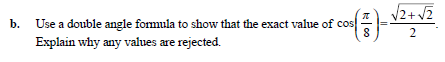 b. Use a double angle formula to show that the exact value of cos(π/8)=√(2+√2)/2.
Explain why any values are rejected.